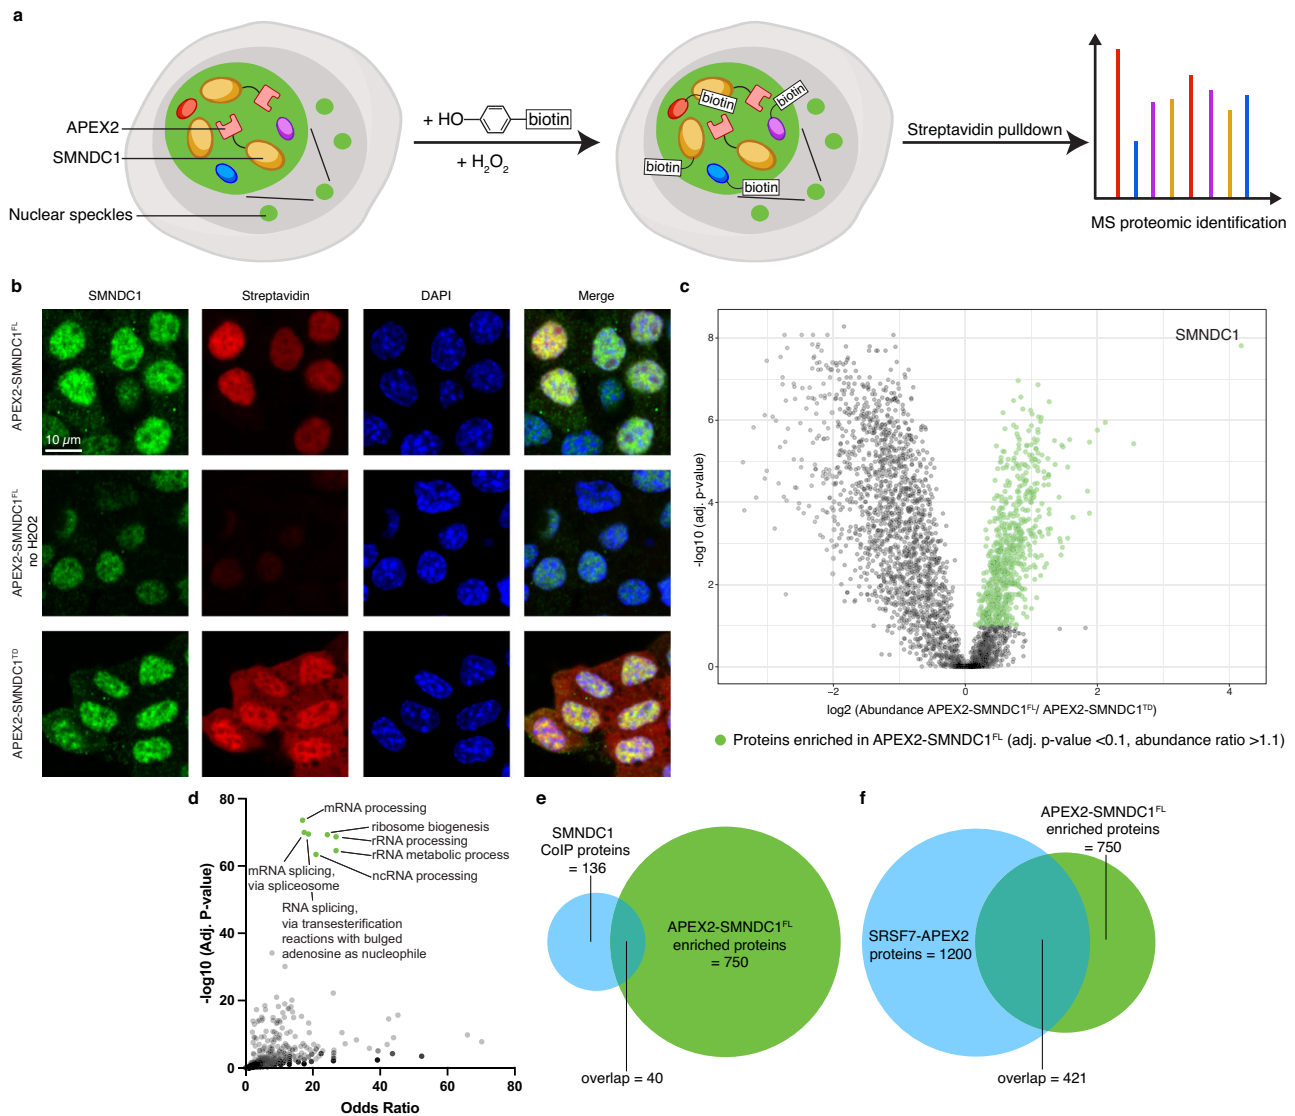 a
APEX2
SMNDC1
Nuclear speckles
+ HO
biotin
+ H2O2
biotin
biotin
biotin
biotin
Streptavidin pulldown
MS proteomic identification
b
SMNDC1
Streptavidin
DAPI
Merge
APEX2-SMNDC1FL
10 µm
APEX2-SMNDC1FL
no H2O2
APEX2-SMNDC1TD
c
SMNDC1
8
6
4
2
0
-log10 (adj. p-value)
−2
0
2
4
log2 (Abundance APEX2-SMNDC1FL/ APEX2-SMNDC1TD)
Proteins enriched in APEX2-SMNDC1FL (adj. p-value <0.1, abundance ratio >1.1)
d
80
60
40
20
0
-log10 (Adj. P-value)
mRNA processing
ribosome biogenesis
rRNA processing
rRNA metabolic process
ncRNA processing
mRNA splicing,
via spliceosome
RNA splicing,
via transesterification
reactions with bulged
adenosine as nucleophile
0
20
40
60
80
Odds Ratio
e
SMNDC1
CoIP proteins
= 136
APEX2-SMNDC1FL
enriched proteins
= 750
overlap = 40
f
APEX2-SMNDC1FL
enriched proteins
= 750
SRSF7-APEX2
proteins = 1200
overlap = 421